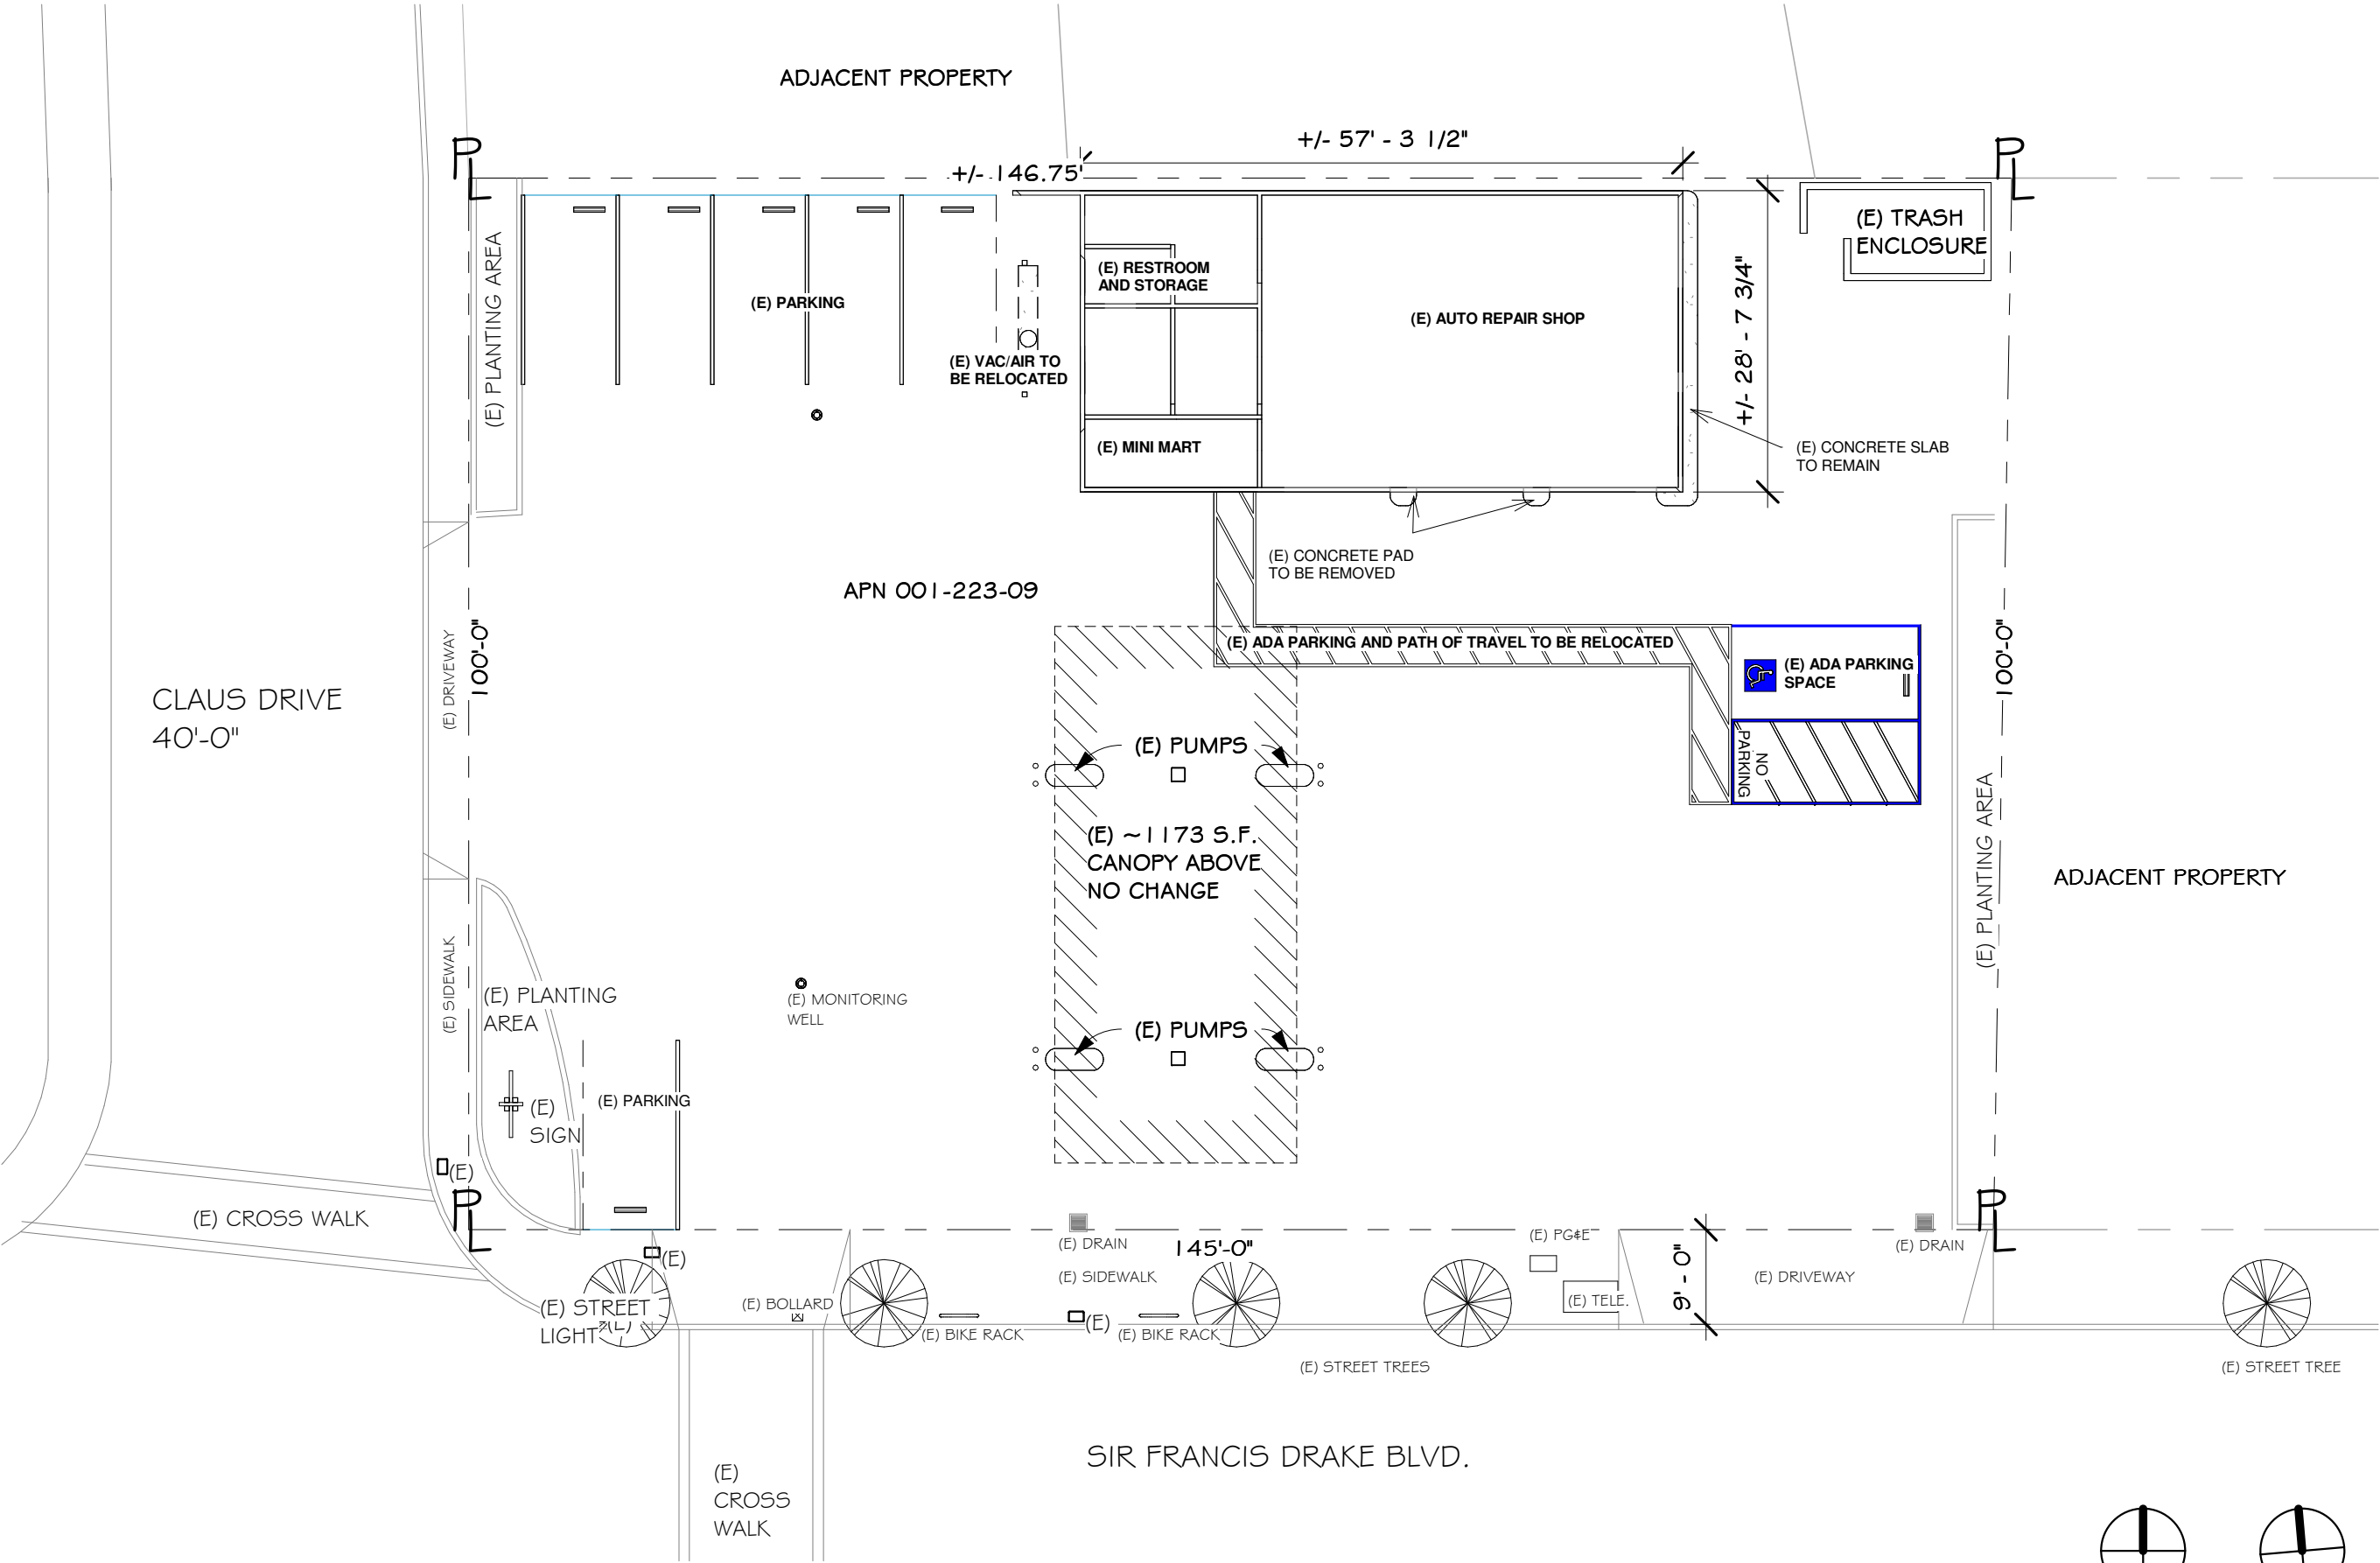 ADJACENT PROPERTY
+/- 57' - 3 1/2"
PL
+/- 146.75'
PL
(E) TRASH
ENCLOSURE
(E) PLANTING AREA
(E) PARKING
(E) RESTROOM
AND STORAGE
(E) AUTO REPAIR SHOP
+/- 28' - 7 3/4"
(E) VAC/AIR TO
BE RELOCATED
(E) MINI MART
(E) CONCRETE SLAB
TO REMAIN
(E) CONCRETE PAD
TO BE REMOVED
APN 001-223-09
(E) DRIVEWAY
100'-0"
(E) ADA PARKING AND PATH OF TRAVEL TO BE RELOCATED
(E) ADA PARKING
SPACE
100'-0"
CLAUS DRIVE
40'-0"
(E) PUMPS
NO
PARKING
(E) ~1173 S.F.
CANOPY ABOVE
NO CHANGE
(E) PLANTING AREA
ADJACENT PROPERTY
(E) SIDEWALK
(E) PLANTING
AREA
(E) MONITORING
WELL
(E) PUMPS
(E)
SIGN
(E) PARKING
(E)
PL
PL
(E) CROSS WALK
(E)
(E) DRAIN
145'-0"
(E) PG&E
(E) DRAIN
(E) SIDEWALK
9' - 0"
(E) DRIVEWAY
(E) STREET
LIGHT
(E)
(E) BOLLARD
(E) BIKE RACK
(E)
(E) BIKE RACK
(E) TELE.
(E) STREET TREES
(E) STREET TREE
SIR FRANCIS DRAKE BLVD.
(E)
CROSS
WALK